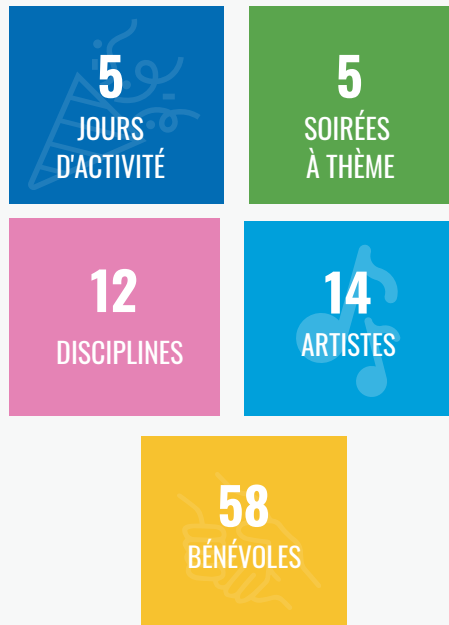 5
JOURS
D'ACTIVITÉ
5
SOIRÉES
À THÈME
12
DISCIPLINES
14
ARTISTES
58
BÉNÉVOLES